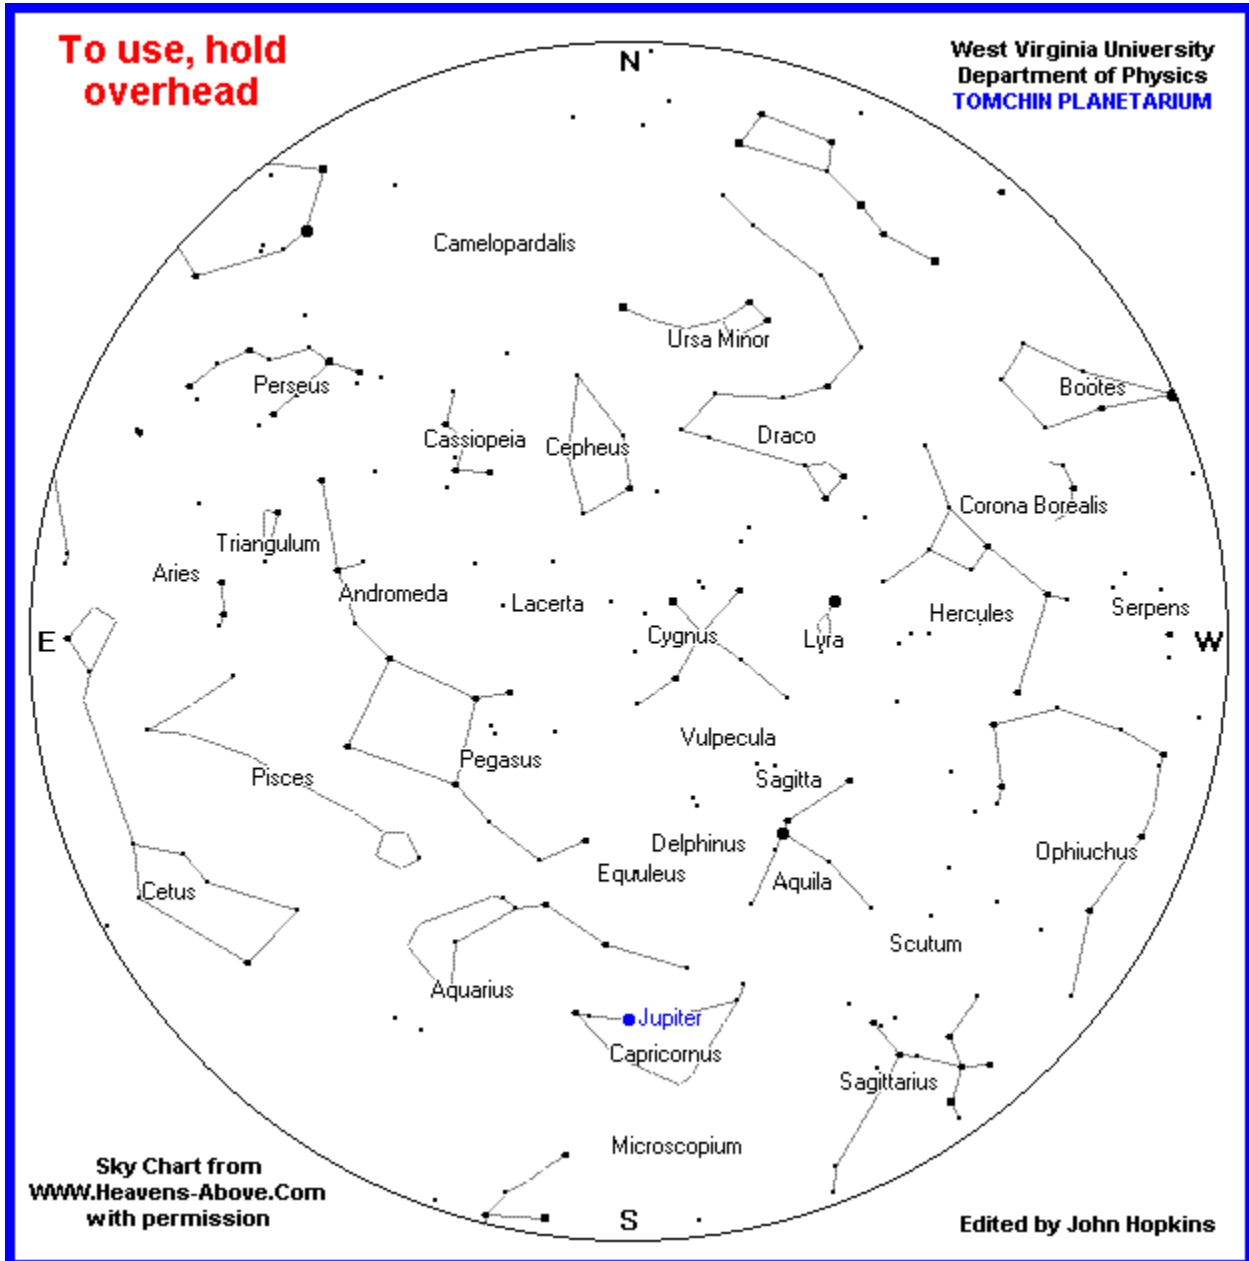 To use, hold
overhead
N
West Virginia University
Department of Physics
TOMCHIN PLANETARIUM
Camelopardalis
Ursa Minor
Perseus
Boötes
Cassiopeia
Cepheus
Draco
Corona Borealis
Triangulum
Aries
Andromeda
Lacerta
Hercules
Serpens
E
Cygnus
Lyra
W
Vulpecula
Pegasus
Pisces
Sagitta
Delphinus
Ophiuchus
Equuleus
Aquila
Cetus
Scutum
Aquarius
Jupiter
Capricornus
Sagittarius
Microscopium
Sky Chart from
WWW.Heavens-Above.Com
with permission
S
Edited by John Hopkins